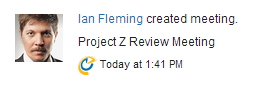 Ian Fleming created meeting.
Project Z Review Meeting
Today at 1:41 PM